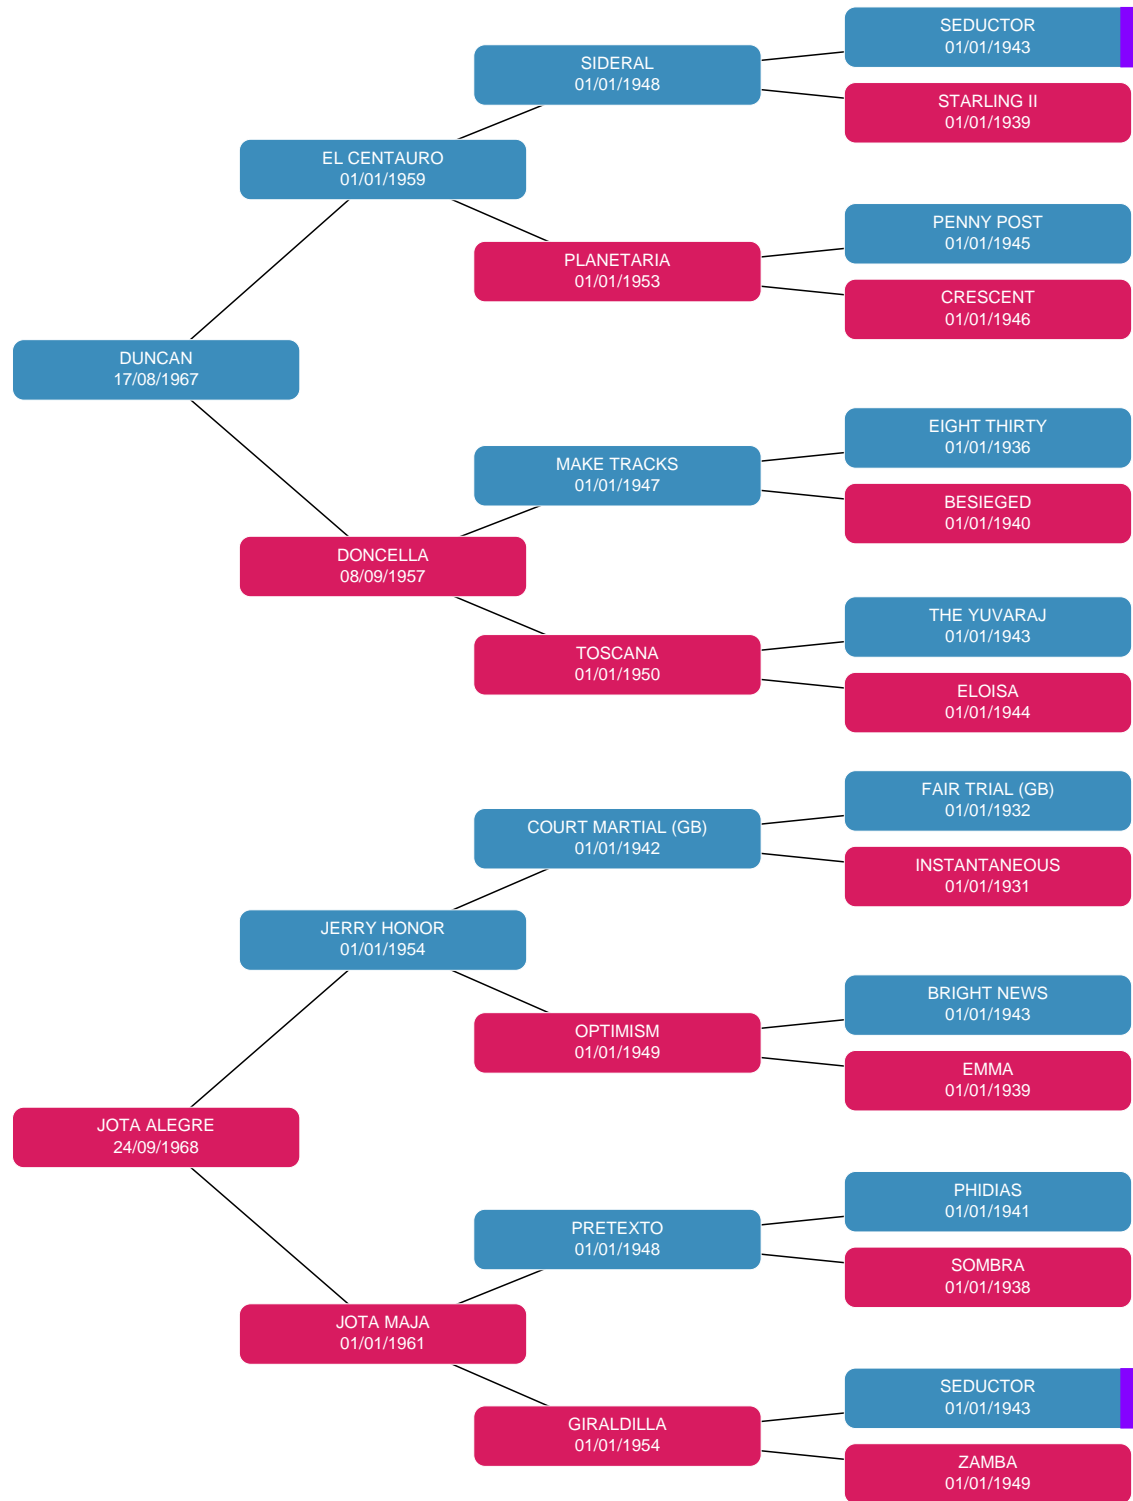 SEDUCTOR
01/01/1943
SIDERAL
01/01/1948
STARLING II
01/01/1939
EL CENTAURO
01/01/1959
PENNY POST
01/01/1945
PLANETARIA
01/01/1953
CRESCENT
01/01/1946
DUNCAN
17/08/1967
EIGHT THIRTY
01/01/1936
MAKE TRACKS
01/01/1947
BESIEGED
01/01/1940
DONCELLA
08/09/1957
THE YUVARAJ
01/01/1943
TOSCANA
01/01/1950
ELOISA
01/01/1944
FAIR TRIAL (GB)
01/01/1932
COURT MARTIAL (GB)
01/01/1942
INSTANTANEOUS
01/01/1931
JERRY HONOR
01/01/1954
BRIGHT NEWS
01/01/1943
OPTIMISM
01/01/1949
EMMA
01/01/1939
JOTA ALEGRE
24/09/1968
PHIDIAS
01/01/1941
PRETEXTO
01/01/1948
SOMBRA
01/01/1938
JOTA MAJA
01/01/1961
SEDUCTOR
01/01/1943
GIRALDILLA
01/01/1954
ZAMBA
01/01/1949